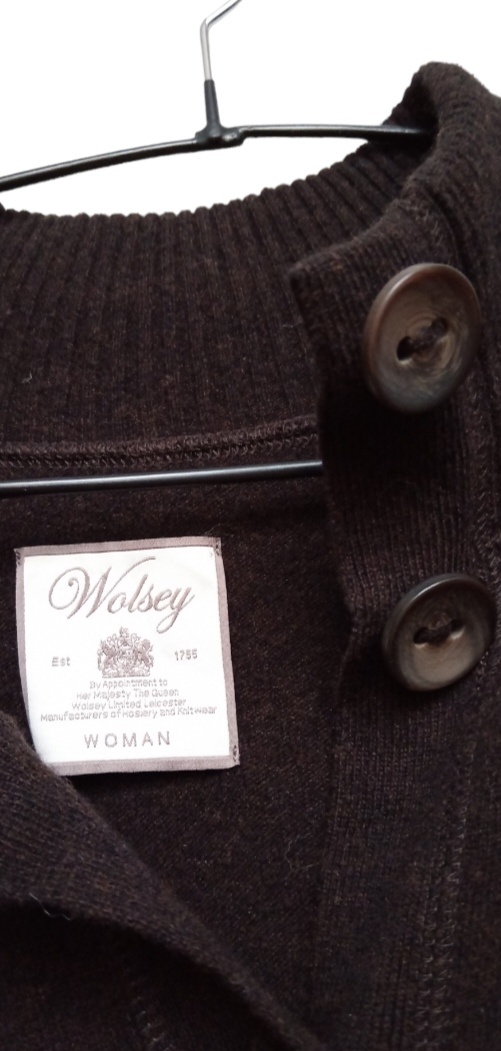 Wolsey
Est 1755
By Appointment to
Her Majesty The Queen
Wolsey Limited Leicester
Manufacturers of Hosiery and Knitwear
WOMAN